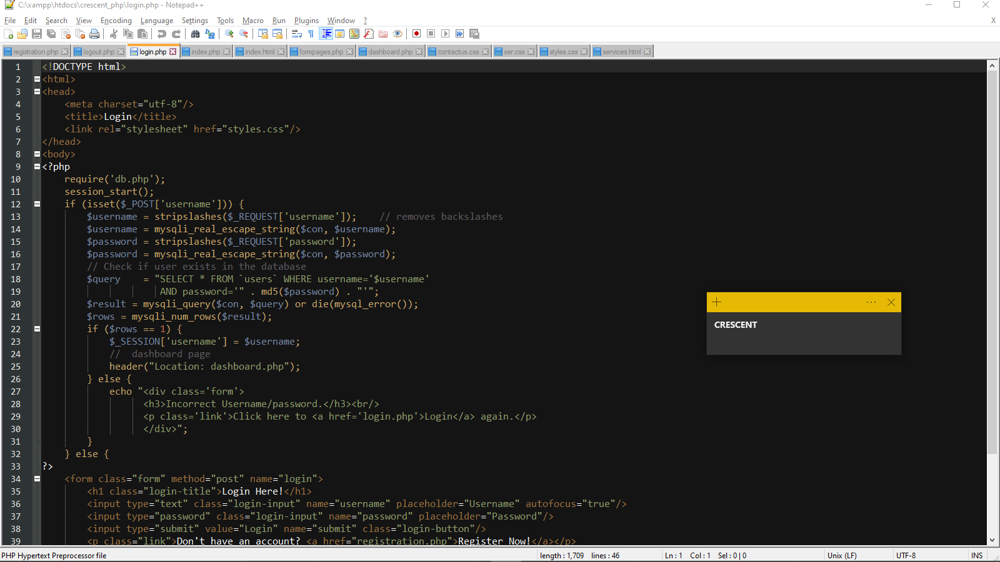 C:\xampp\htdocs\crescent_php\login.php - Notepad++
File Edit Search View Encoding Language Settings Tools Macro Run Plugins Window ? X
registration.php logout.php login.php index.php index.html formpages.php dashboard.php contactus.css ser.css styles.css services.html
1 <!DOCTYPE html>
2 <html>
3 <head>
4 <meta charset="utf-8"/>
5 <title>Login</title>
6 <link rel="stylesheet" href="styles.css"/>
7 </head>
8 <body>
9 <?php
10 require('db.php');
11 session_start();
12 if (isset($_POST['username'])) {
13 $username = stripslashes($_REQUEST['username']);    // removes backslashes
14 $username = mysqli_real_escape_string($con, $username);
15 $password = stripslashes($_REQUEST['password']);
16 $password = mysqli_real_escape_string($con, $password);
17 // Check if user exists in the database
18 $query    = "SELECT * FROM `users` WHERE username='$username'
19 AND password='" . md5($password) . "'";
20 $result = mysqli_query($con, $query) or die(mysql_error());
21 $rows = mysqli_num_rows($result);
22 if ($rows == 1) {
23 $_SESSION['username'] = $username;
24 //  dashboard page
25 header("Location: dashboard.php");
26 } else {
27 echo "<div class='form'>
28 <h3>Incorrect Username/password.</h3><br/>
29 <p class='link'>Click here to <a href='login.php'>Login</a> again.</p>
30 </div>";
31 }
32 } else {
33 ?>
34 <form class="form" method="post" name="login">
35 <h1 class="login-title">Login Here!</h1>
36 <input type="text" class="login-input" name="username" placeholder="Username" autofocus="true"/>
37 <input type="password" class="login-input" name="password" placeholder="Password"/>
38 <input type="submit" value="Login" name="submit" class="login-button"/>
39 <p class="link">Don't have an account? <a href="registration.php">Register Now!</a></p>
CRESCENT
PHP Hypertext Preprocessor file length : 1,709 lines : 46 Ln : 1 Col : 1 Sel : 0 | 0 Unix (LF) UTF-8 INS